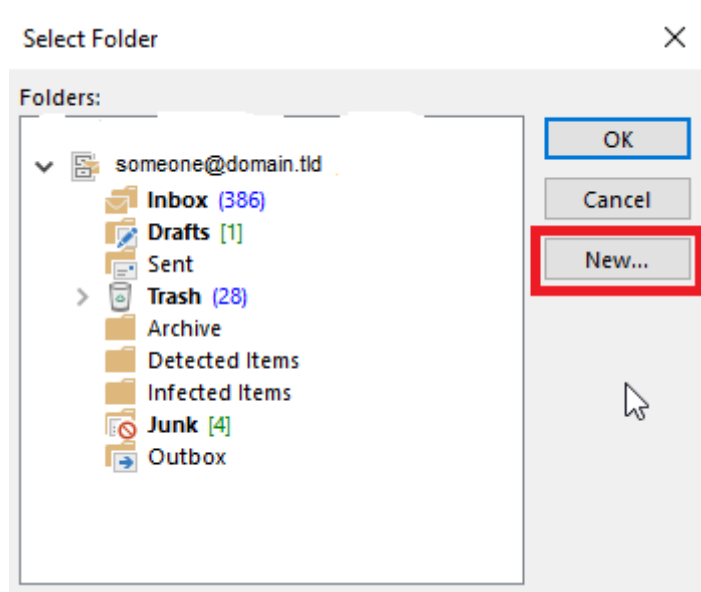 Select Folder
Folders:
OK
someone@domain.tld
Inbox (386)
Cancel
Drafts [1]
Sent
New...
Trash (28)
Archive
Detected Items
Infected Items
Junk [4]
Outbox